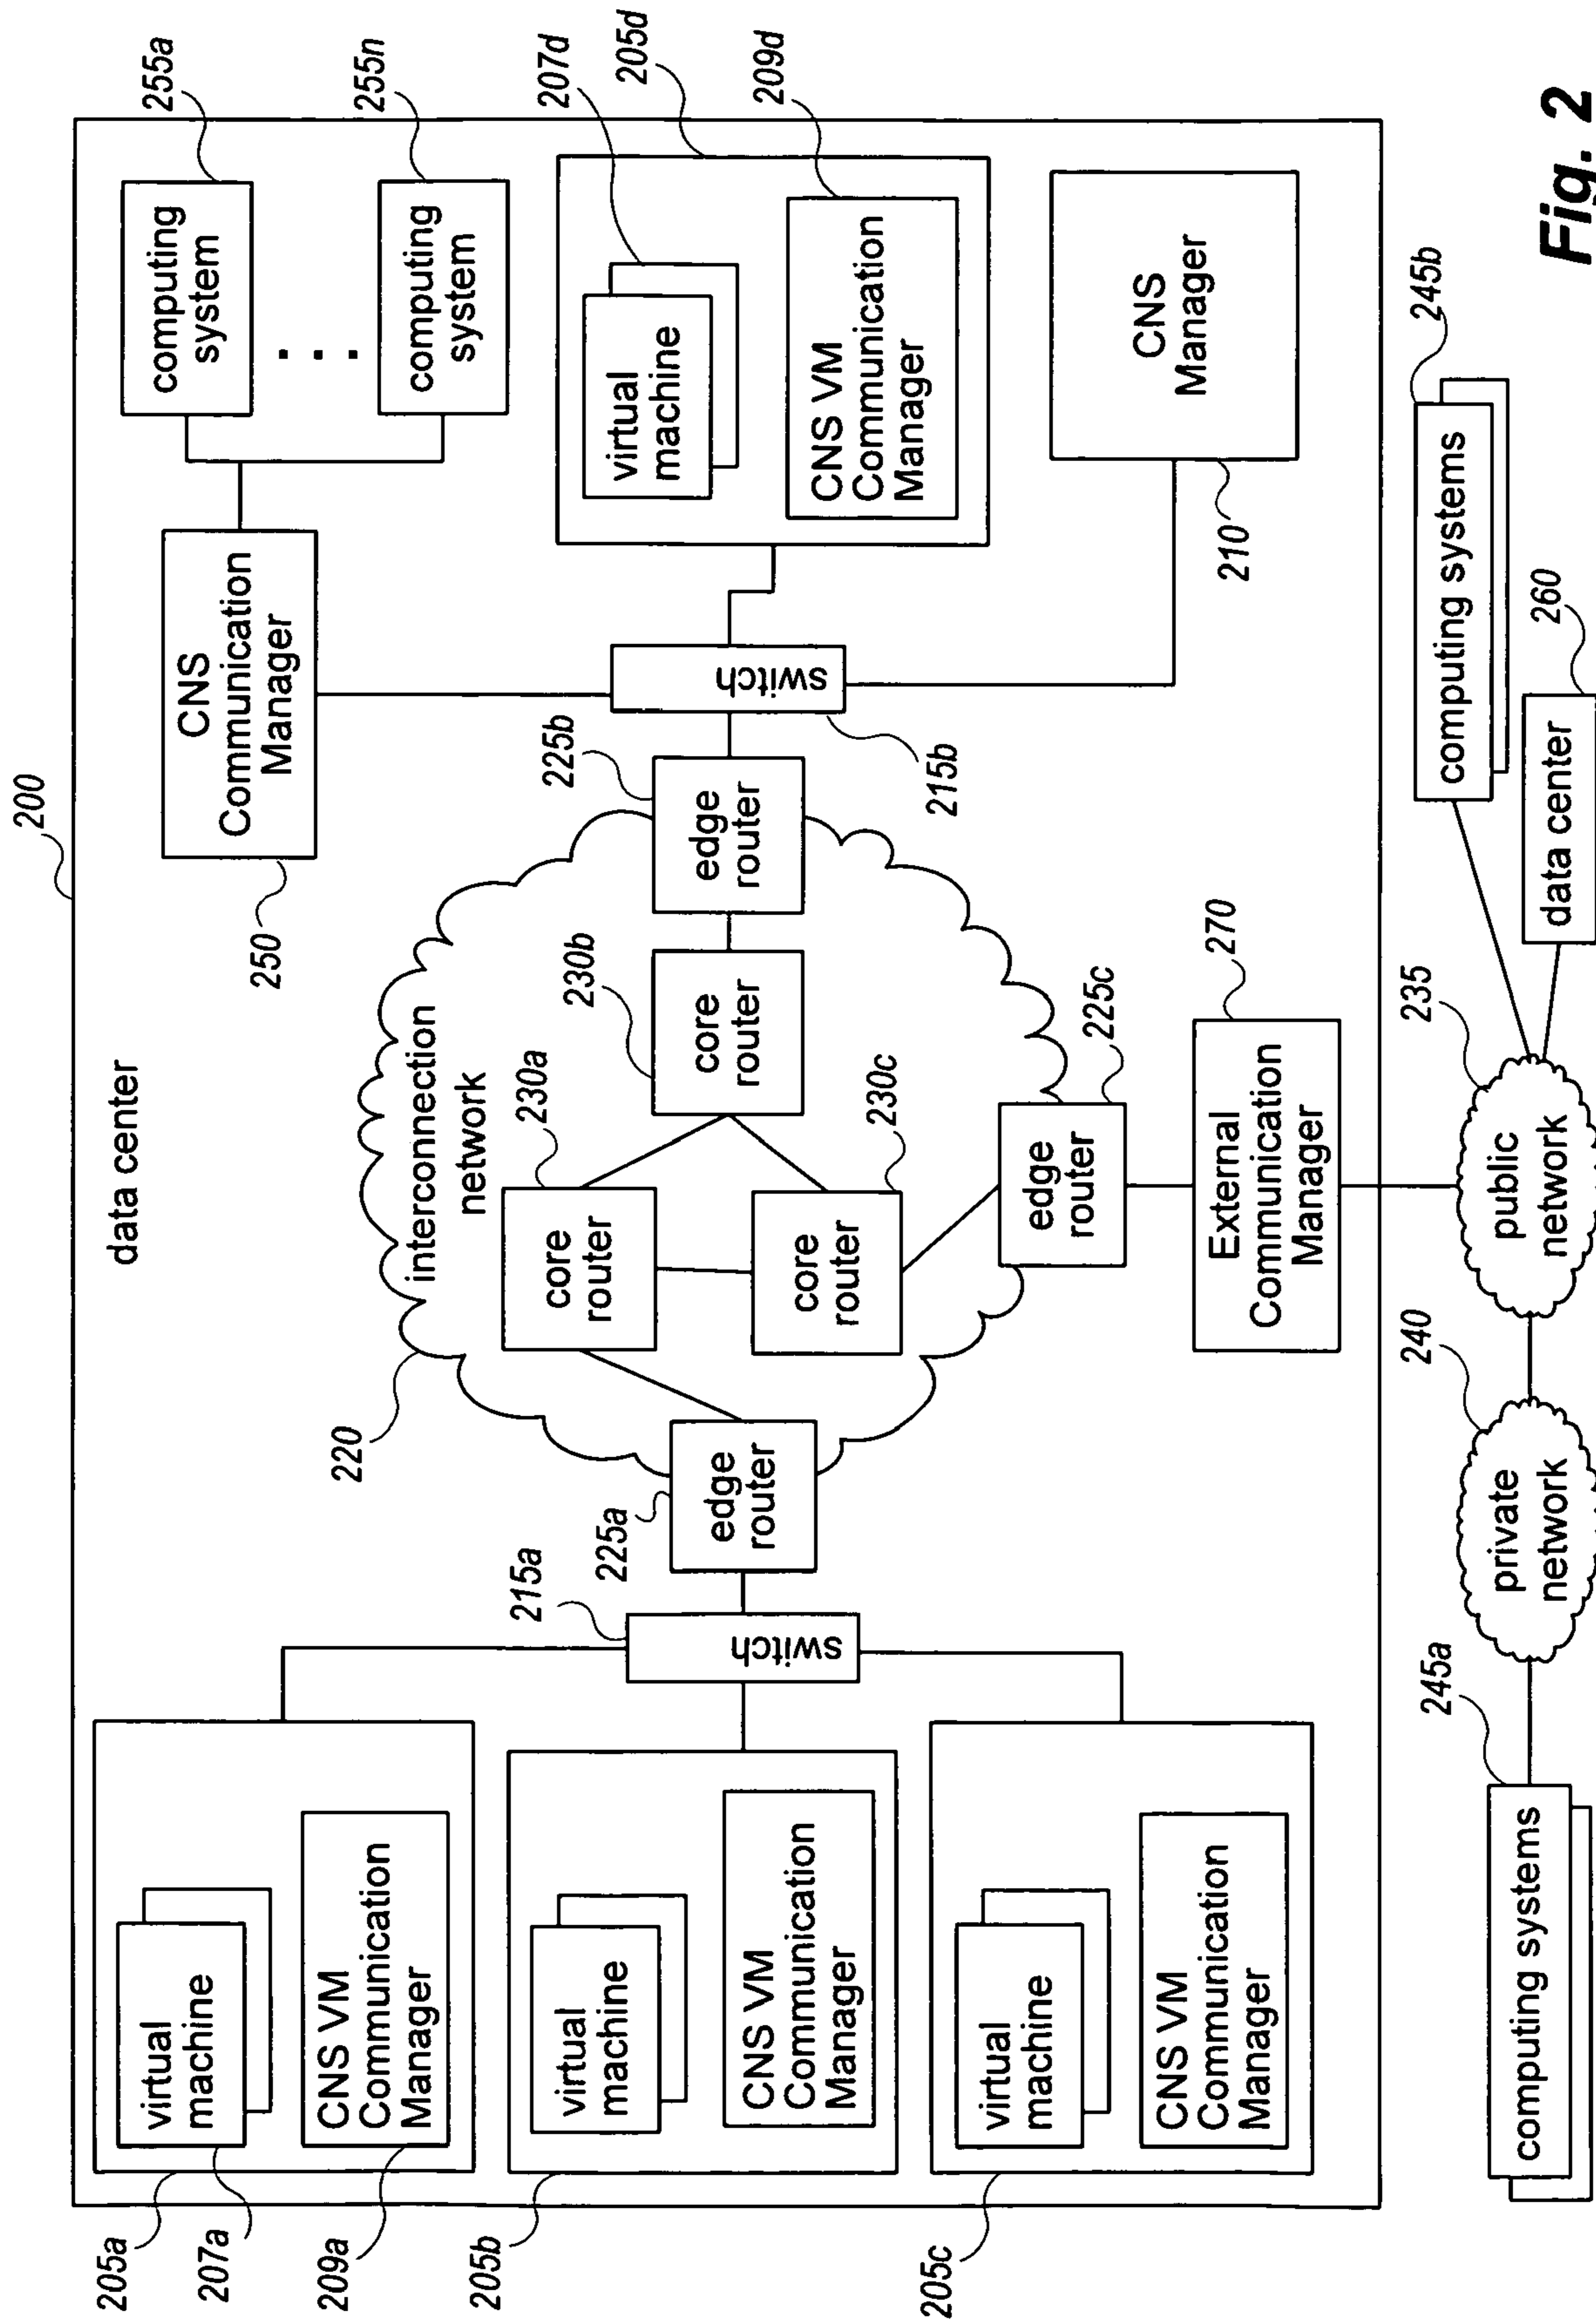 200
data center
205a
207a
209a
virtual
machine
CNS VM
Communication
Manager
205b
virtual
machine
CNS VM
Communication
Manager
205c
virtual
machine
CNS VM
Communication
Manager
215a
switch
225a
edge
router
220
interconnection
network
230a
core
router
230b
core
router
230c
core
router
225b
edge
router
225c
edge
router
215b
switch
250
CNS
Communication
Manager
255a
computing
system
. . .
255n
computing
system
207d
205d
209d
virtual
machine
CNS VM
Communication
Manager
210
CNS
Manager
270
External
Communication
Manager
245a
computing systems
240
private
network
235
public
network
245b
computing systems
260
data center
Fig. 2